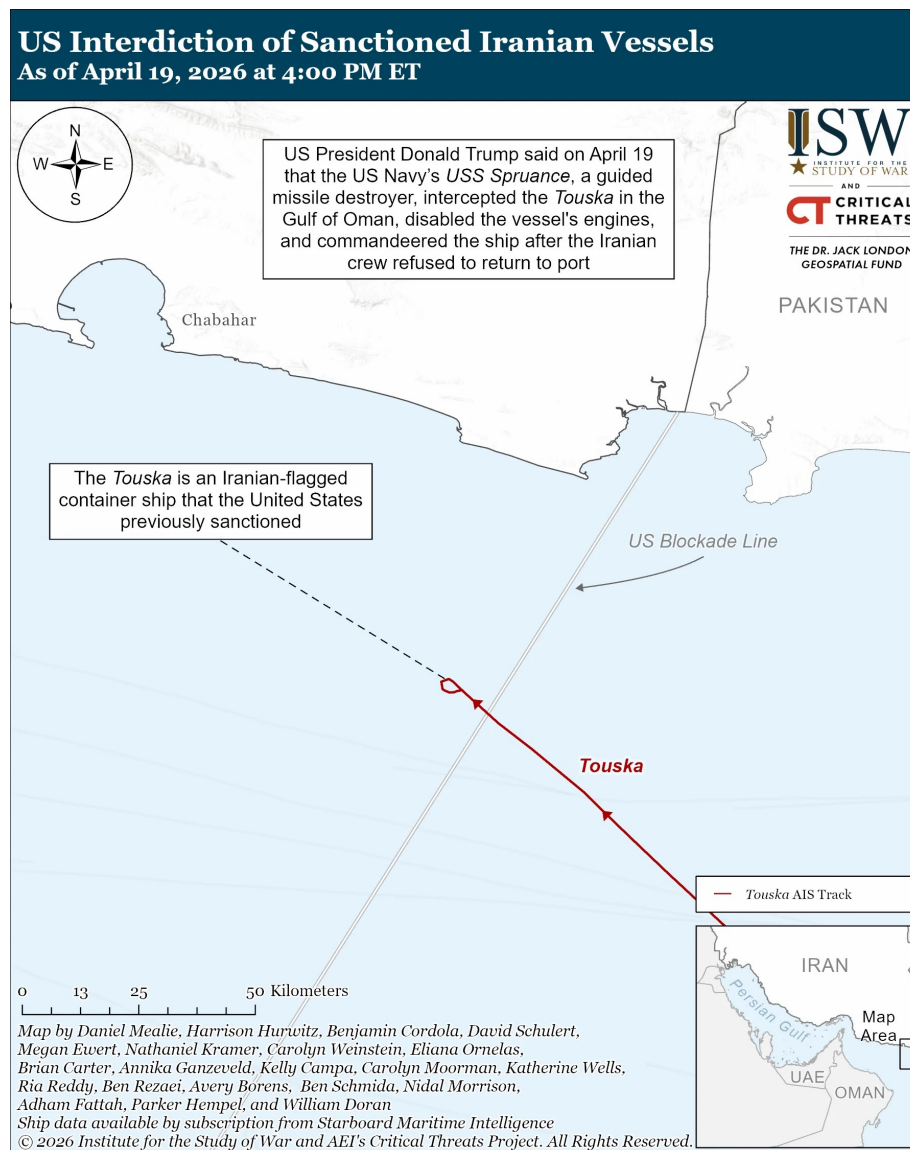 US Interdiction of Sanctioned Iranian Vessels
As of April 19, 2026 at 4:00 PM ET
N
W
E
S
US President Donald Trump said on April 19
that the US Navy's USS Spruance, a guided
missile destroyer, intercepted the Touska in the
Gulf of Oman, disabled the vessel's engines,
and commandeered the ship after the Iranian
crew refused to return to port
ISW
INSTITUTE FOR THE
STUDY OF WAR
AND
CT CRITICAL
THREATS
THE DR. JACK LONDON
GEOSPATIAL FUND
PAKISTAN
Chabahar
The Touska is an Iranian-flagged
container ship that the United States
previously sanctioned
US Blockade Line
Touska
Touska AIS Track
IRAN
Persian Gulf
Map
Area
UAE
OMAN
0 13 25 50 Kilometers
Map by Daniel Mealie, Harrison Hurwitz, Benjamin Cordola, David Schulert,
Megan Ewert, Nathaniel Kramer, Carolyn Weinstein, Eliana Ornelas,
Brian Carter, Annika Ganzeveld, Kelly Campa, Carolyn Moorman, Katherine Wells,
Ria Reddy, Ben Rezaei, Avery Borens, Ben Schmida, Nidal Morrison,
Adham Fattah, Parker Hempel, and William Doran
Ship data available by subscription from Starboard Maritime Intelligence
© 2026 Institute for the Study of War and AEI's Critical Threats Project. All Rights Reserved.